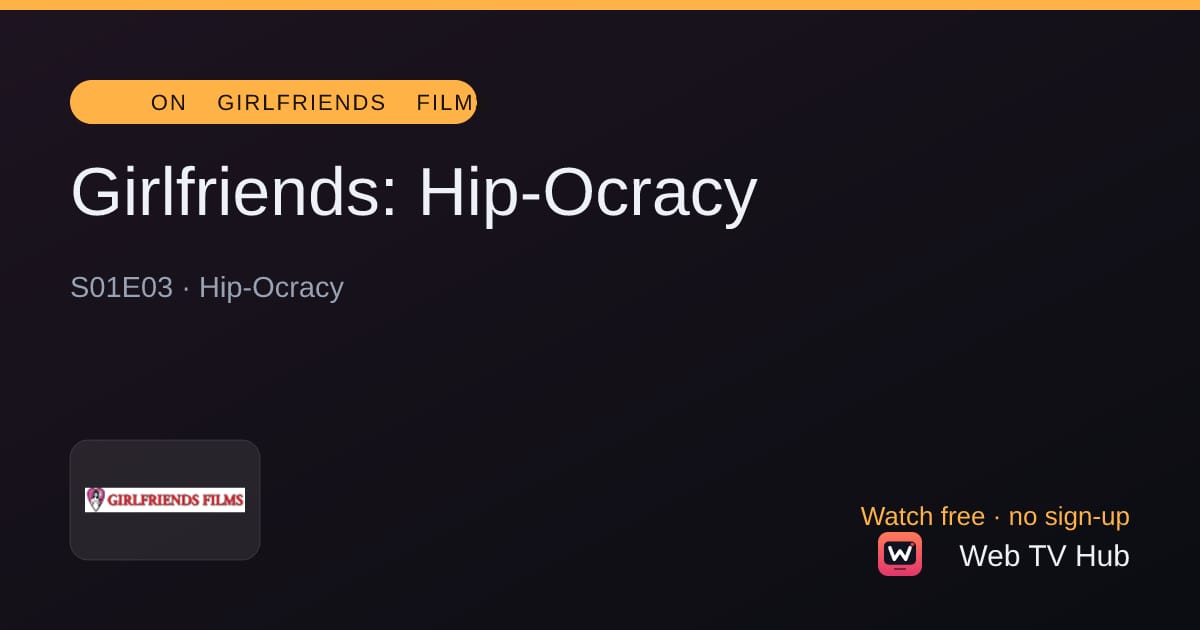 ON GIRLFRIENDS FILM
Girlfriends: Hip-Ocracy
S01E03 · Hip-Ocracy
GIRLFRIENDS FILMS
Watch free · no sign-up
W
Web TV Hub